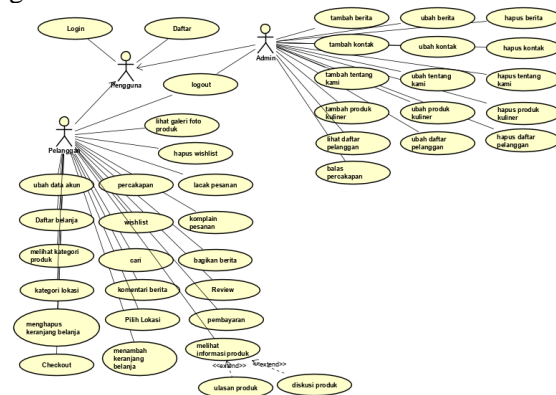 Login
Daftar
Pengguna
Admin
tambah berita
ubah berita
hapus berita
tambah kontak
ubah kontak
hapus kontak
tambah tentang
kami
ubah tentang
kami
hapus tentang
kami
tambah produk
kuliner
ubah produk
kuliner
hapus produk
kuliner
lihat daftar
pelanggan
ubah daftar
pelanggan
hapus daftar
pelanggan
balas
percakapan
logout
Pelanggan
lihat galeri foto
produk
hapus wishlist
ubah data akun
percakapan
lacak pesanan
Daftar belanja
wishlist
komplain
pesanan
melihat kategori
produk
cari
bagikan berita
kategori lokasi
komentari berita
Review
menghapus
keranjang belanja
Pilih Lokasi
pembayaran
Checkout
menambah
keranjang
belanja
melihat
informasi produk
<<extend>>
<<extend>>
ulasan produk
diskusi produk